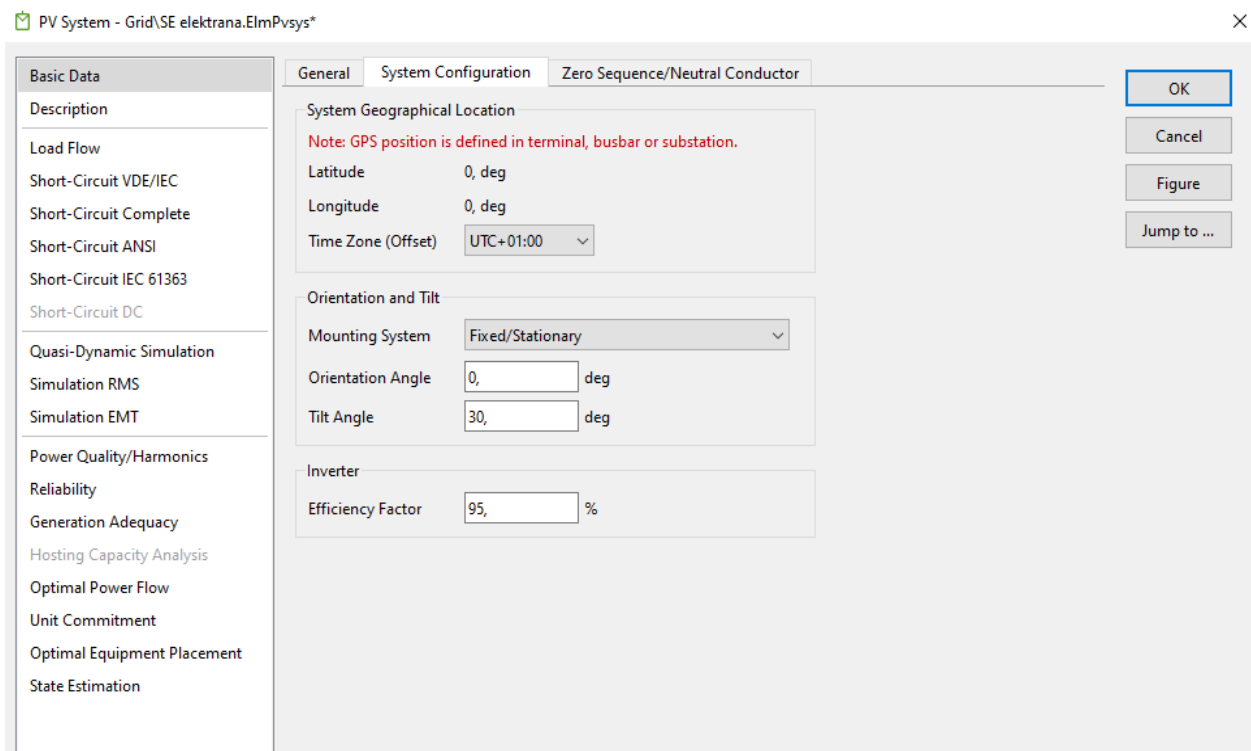 PV System - Grid\SE elektrana.ElmPvsys*
Basic Data
Description
Load Flow
Short-Circuit VDE/IEC
Short-Circuit Complete
Short-Circuit ANSI
Short-Circuit IEC 61363
Short-Circuit DC
Quasi-Dynamic Simulation
Simulation RMS
Simulation EMT
Power Quality/Harmonics
Reliability
Generation Adequacy
Hosting Capacity Analysis
Optimal Power Flow
Unit Commitment
Optimal Equipment Placement
State Estimation
General System Configuration Zero Sequence/Neutral Conductor
System Geographical Location
Note: GPS position is defined in terminal, busbar or substation.
Latitude 0, deg
Longitude 0, deg
Time Zone (Offset) UTC+01:00
Orientation and Tilt
Mounting System Fixed/Stationary
Orientation Angle 0, deg
Tilt Angle 30, deg
Inverter
Efficiency Factor 95, %
OK
Cancel
Figure
Jump to ...